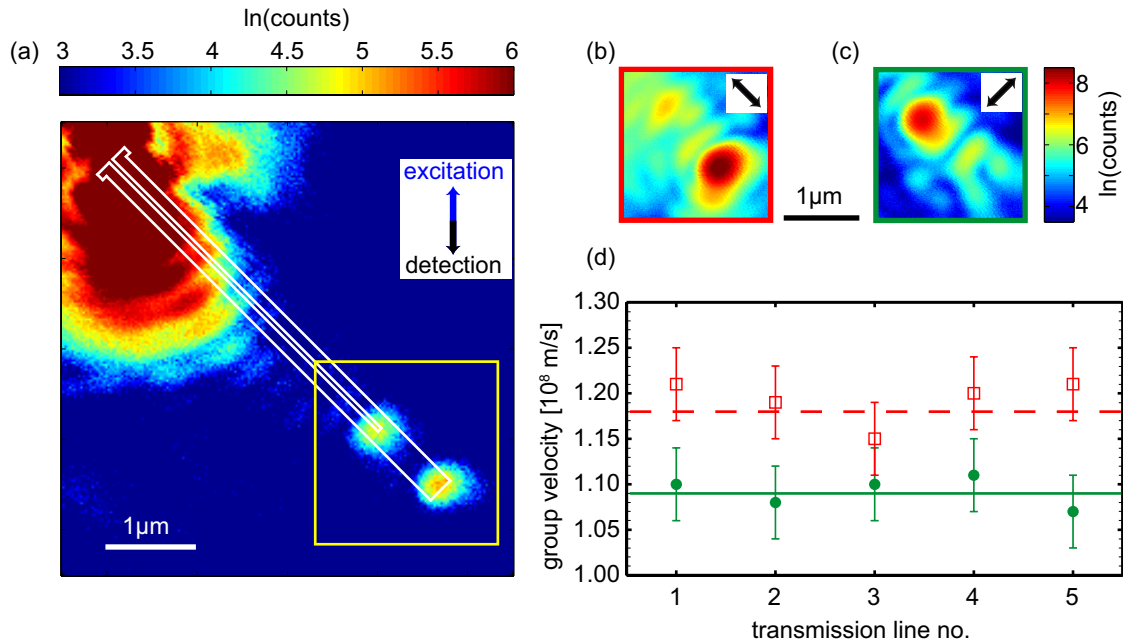 ln(counts)
(a)
3 3.5 4 4.5 5 5.5 6
excitation
detection
1µm
(b)
(c)
1µm
8
6
4
ln(counts)
(d)
1.30
1.25
1.20
1.15
1.10
1.05
1.00
group velocity [10⁸ m/s]
1 2 3 4 5
transmission line no.